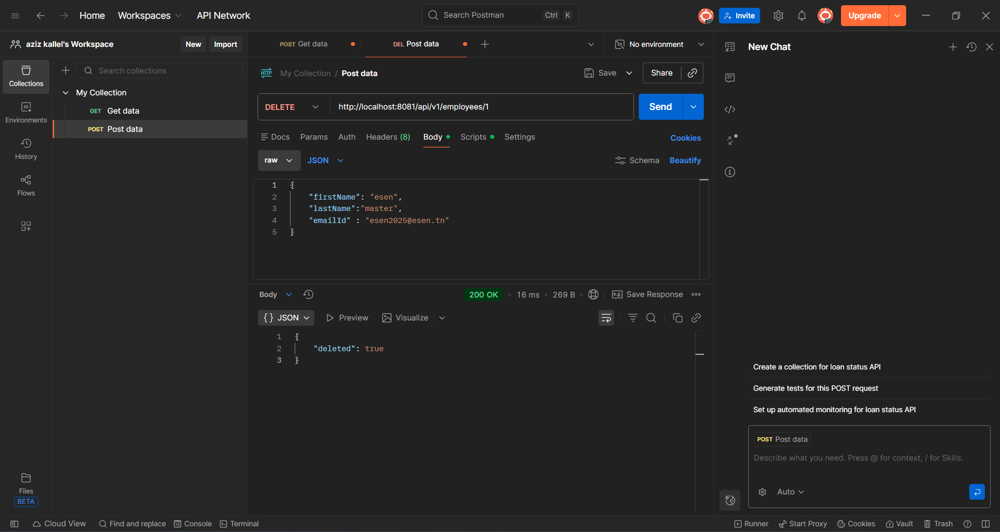 Home Workspaces API Network Search Postman Ctrl K Invite Upgrade
aziz kallel's Workspace New Import
POST Get data DEL Post data No environment
New Chat
Collections
Search collections
My Collection
GET Get data
POST Post data
Environments
History
Flows
Files
BETA
HTTP My Collection / Post data Save Share
DELETE http://localhost:8081/api/v1/employees/1 Send
Docs Params Auth Headers (8) Body Scripts Settings Cookies
raw JSON Schema Beautify
1 {
2 "firstName": "esen",
3 "lastName":"master",
4 "emailId" : "esen2025@esen.tn"
5 }
Body 200 OK • 16 ms • 269 B • e.g. Save Response
{} JSON Preview Visualize
1 {
2 "deleted": true
3 }
Create a collection for loan status API
Generate tests for this POST request
Set up automated monitoring for loan status API
POST Post data
Describe what you need. Press @ for context, / for Skills.
Auto
Cloud View Find and replace Console Terminal Runner Start Proxy Cookies Vault Trash